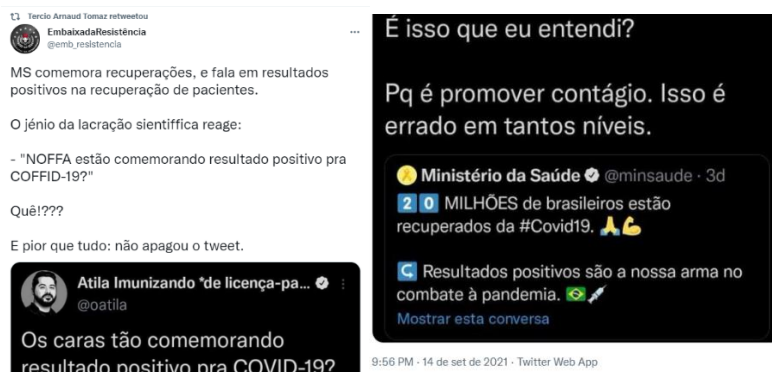 Tercio Arnaud Tomaz retweetou
EmbaixadaResistência
@emb_resistencia
MS comemora recuperações, e fala em resultados
positivos na recuperação de pacientes.
O jénio da lacração sientiffica reage:
- "NOFFA estão comemorando resultado positivo pra
COFFID-19?"
Quê!???
E pior que tudo: não apagou o tweet.
Atila Imunizando *de licença-pa...
@oatila
Os caras tão comemorando
resultado positivo pra COVID-19?
É isso que eu entendi?
Pq é promover contágio. Isso é
errado em tantos níveis.
Ministério da Saúde @minsaude · 3d
2 0 MILHÕES de brasileiros estão
recuperados da #Covid19. 🙏💪
Resultados positivos são a nossa arma no
combate à pandemia. 🇧🇷💉
Mostrar esta conversa
9:56 PM · 14 de set de 2021 · Twitter Web App